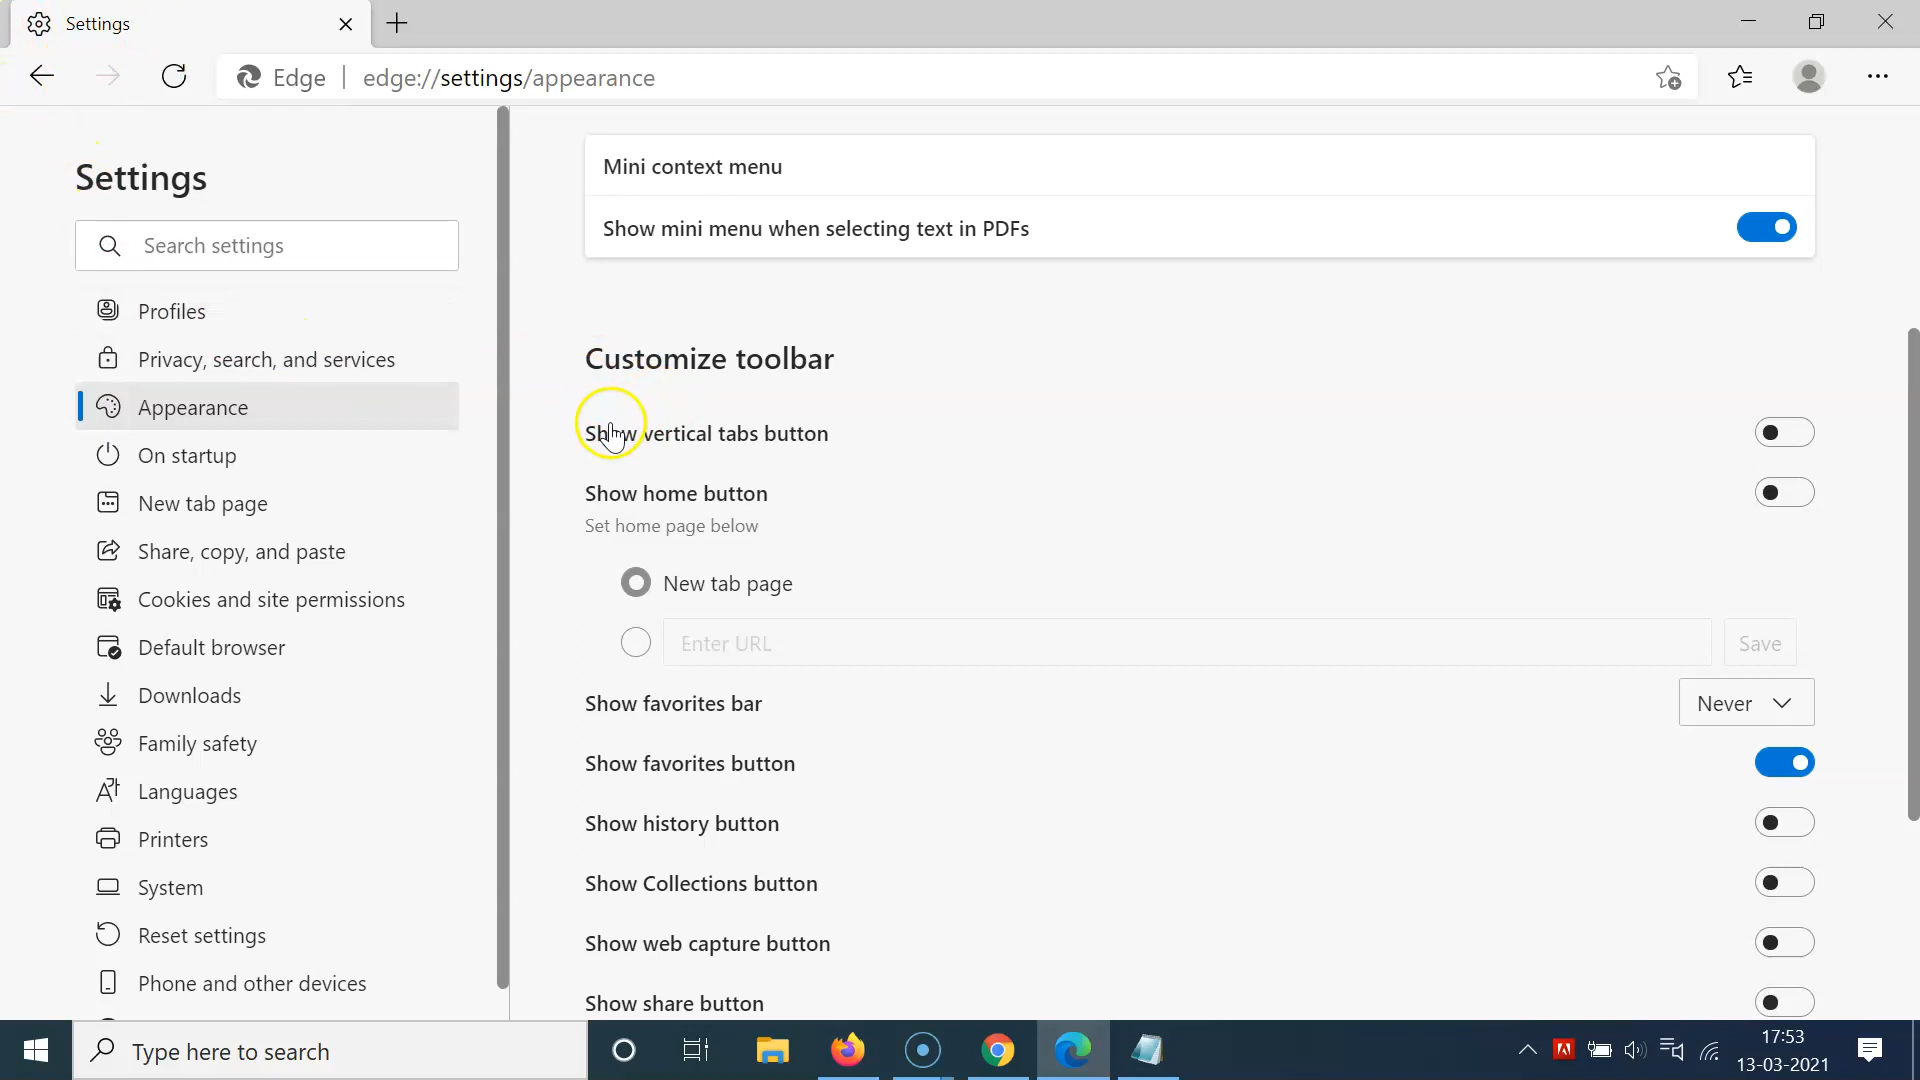 Settings
Edge
edge://settings/appearance
Settings
Search settings
Profiles
Privacy, search, and services
Appearance
On startup
New tab page
Share, copy, and paste
Cookies and site permissions
Default browser
Downloads
Family safety
Languages
Printers
System
Reset settings
Phone and other devices
Mini context menu
Show mini menu when selecting text in PDFs
Customize toolbar
Show vertical tabs button
Show home button
Set home page below
New tab page
Enter URL
Save
Show favorites bar
Never
Show favorites button
Show history button
Show Collections button
Show web capture button
Show share button
Type here to search
17:53
13-03-2021